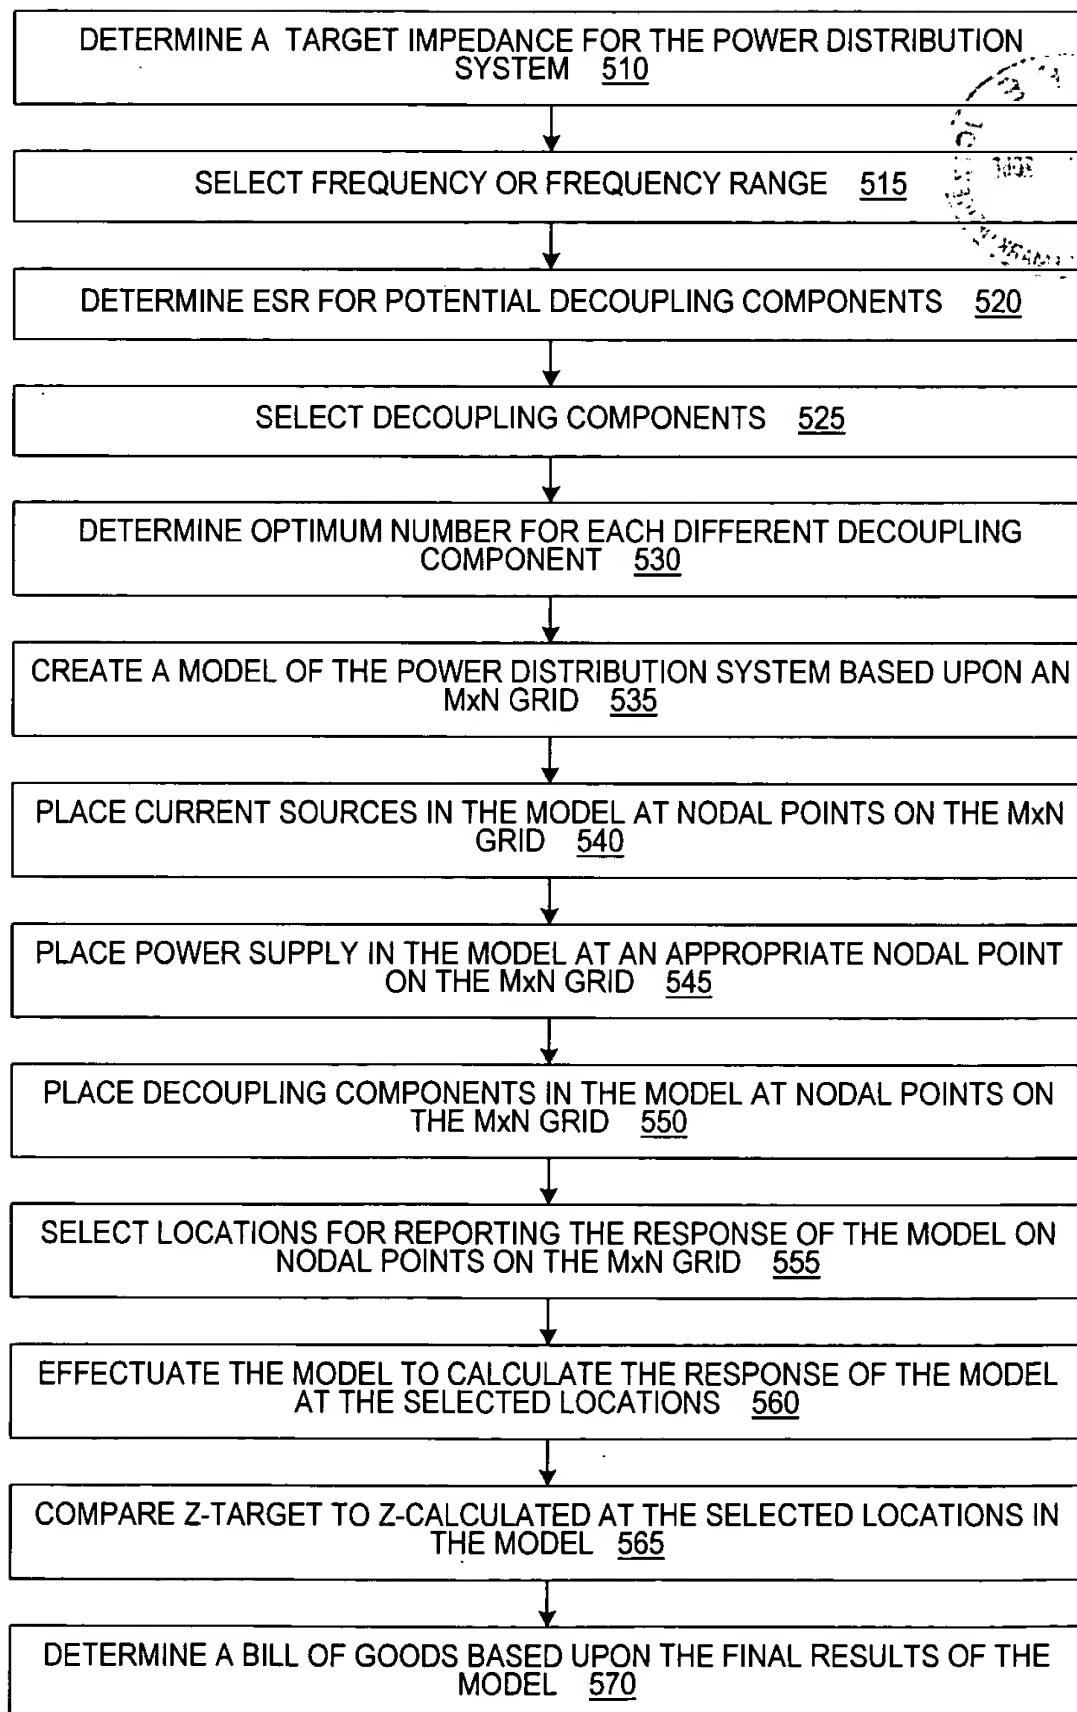 DETERMINE A TARGET IMPEDANCE FOR THE POWER DISTRIBUTION
SYSTEM 510
SELECT FREQUENCY OR FREQUENCY RANGE 515
DETERMINE ESR FOR POTENTIAL DECOUPLING COMPONENTS 520
SELECT DECOUPLING COMPONENTS 525
DETERMINE OPTIMUM NUMBER FOR EACH DIFFERENT DECOUPLING
COMPONENT 530
CREATE A MODEL OF THE POWER DISTRIBUTION SYSTEM BASED UPON AN
MxN GRID 535
PLACE CURRENT SOURCES IN THE MODEL AT NODAL POINTS ON THE MxN
GRID 540
PLACE POWER SUPPLY IN THE MODEL AT AN APPROPRIATE NODAL POINT
ON THE MxN GRID 545
PLACE DECOUPLING COMPONENTS IN THE MODEL AT NODAL POINTS ON
THE MxN GRID 550
SELECT LOCATIONS FOR REPORTING THE RESPONSE OF THE MODEL ON
NODAL POINTS ON THE MxN GRID 555
EFFECTUATE THE MODEL TO CALCULATE THE RESPONSE OF THE MODEL
AT THE SELECTED LOCATIONS 560
COMPARE Z-TARGET TO Z-CALCULATED AT THE SELECTED LOCATIONS IN
THE MODEL 565
DETERMINE A BILL OF GOODS BASED UPON THE FINAL RESULTS OF THE
MODEL 570